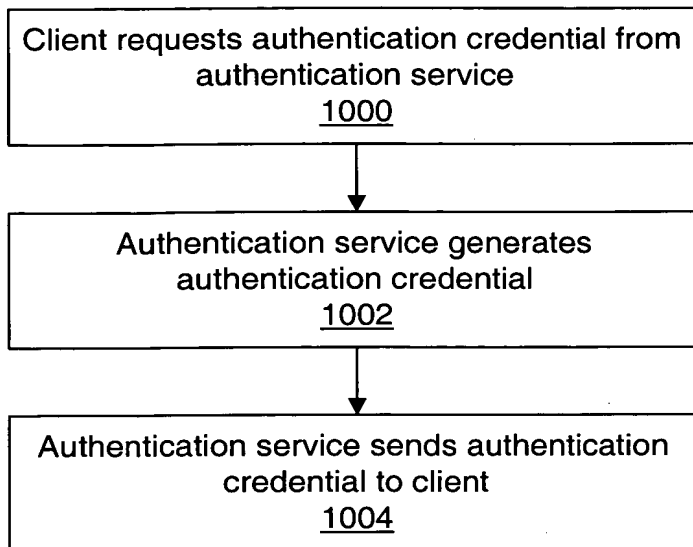 Client requests authentication credential from
authentication service
1000
Authentication service generates
authentication credential
1002
Authentication service sends authentication
credential to client
1004